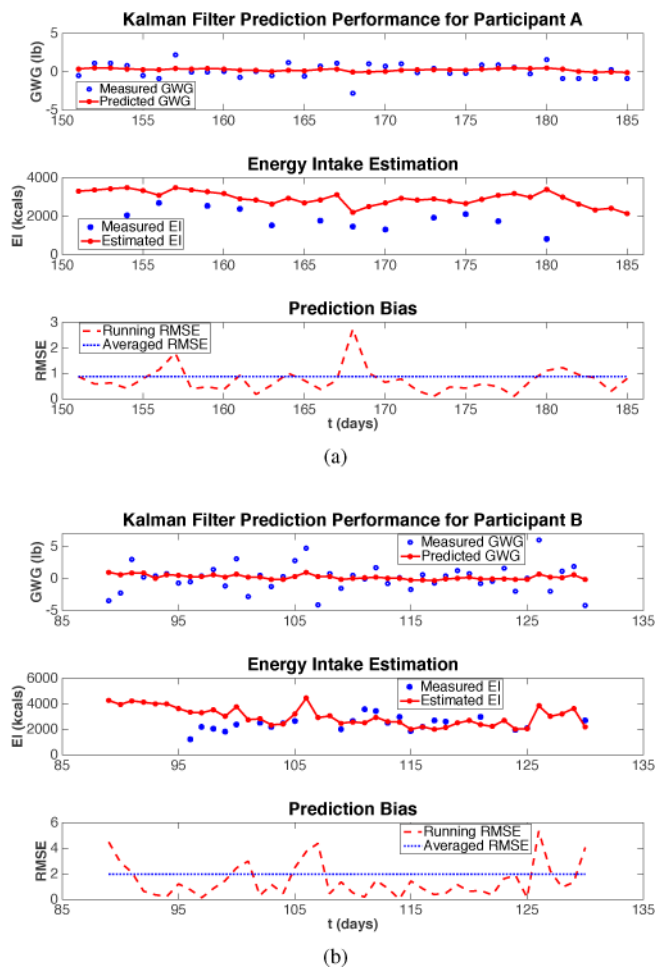 Kalman Filter Prediction Performance for Participant A
GWG (lb)
5
0
-5
Measured GWG
Predicted GWG
150 155 160 165 170 175 180 185
Energy Intake Estimation
EI (kcals)
4000
2000
0
Measured EI
Estimated EI
150 155 160 165 170 175 180 185
Prediction Bias
RMSE
3
2
1
0
Running RMSE
Averaged RMSE
150 155 160 165 170 175 180 185
t (days)
(a)
Kalman Filter Prediction Performance for Participant B
GWG (lb)
5
0
-5
Measured GWG
Predicted GWG
85 95 105 115 125 135
Energy Intake Estimation
EI (kcals)
6000
4000
2000
0
Measured EI
Estimated EI
85 95 105 115 125 135
Prediction Bias
RMSE
6
4
2
0
Running RMSE
Averaged RMSE
85 95 105 115 125 135
t (days)
(b)